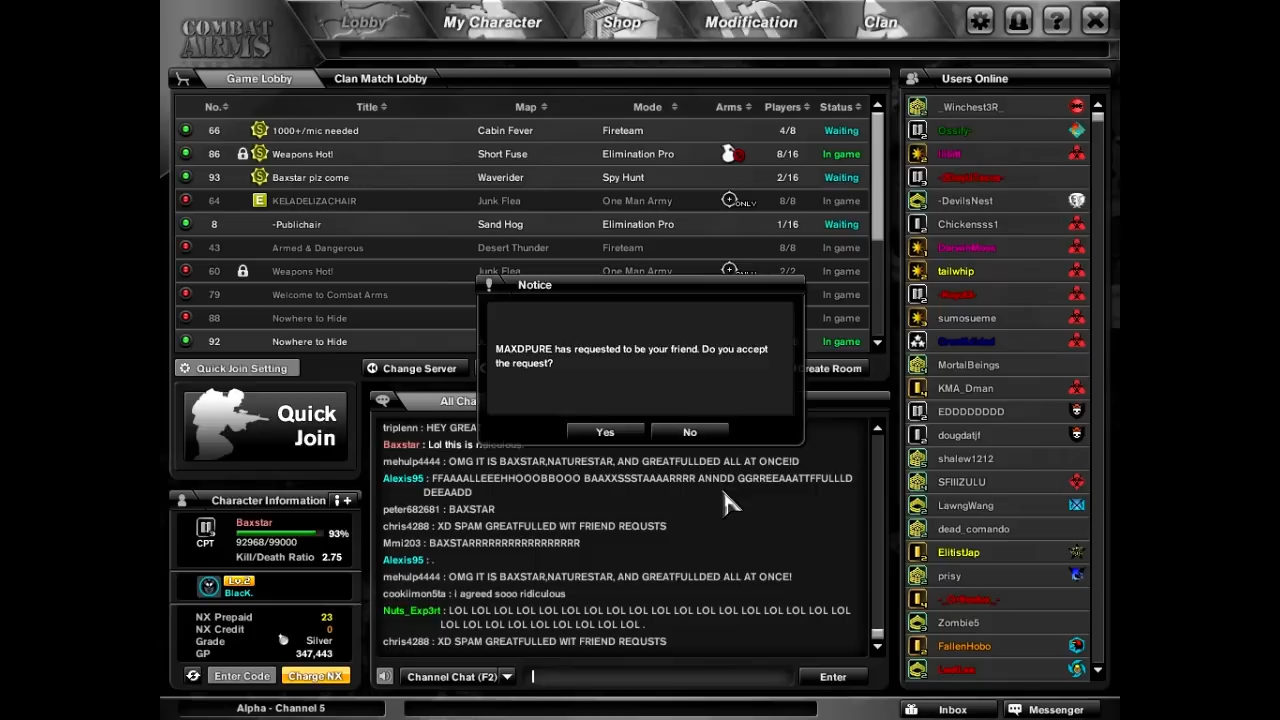 COMBAT ARMS
Lobby My Character Shop Modification Clan
Game Lobby Clan Match Lobby
No. Title Map Mode Arms Players Status
66 S 1000+/mic needed Cabin Fever Fireteam 4/8 Waiting
86 S Weapons Hot! Short Fuse Elimination Pro 8/16 In game
93 S Baxstar plz come Waverider Spy Hunt 2/16 Waiting
64 E KELADELIZACHAIR Junk Flea One Man Army ONLY 8/8 In game
8 -Publichair Sand Hog Elimination Pro 1/16 Waiting
43 Armed & Dangerous Desert Thunder Fireteam 8/8 In game
60 Weapons Hot! Junk Flea One Man Army 2/2 In game
79 Welcome to Combat Arms In game
88 Nowhere to Hide In game
92 Nowhere to Hide In game
Notice
MAXDPURE has requested to be your friend. Do you accept
the request?
Yes No
Quick Join Setting Change Server reate Room
Quick
Join
All Cha
triplenn : HEY GREA
Baxstar : Lol this is ridiculous.
mehulp4444 : OMG IT IS BAXSTAR,NATURESTAR, AND GREATFULLDED ALL AT ONCE!D
Alexis95 : FFAAAALLEEEHHOOOBBOOO BAAXXSSSTAAAARRRR ANNDD GGRREEAAATTFFULLLD
DEEAADD
peter682681 : BAXSTAR
chris4288 : XD SPAM GREATFULLED WIT FRIEND REQUSTS
Mmi203 : BAXSTARRRRRRRRRRRRRRRRR
Alexis95 : .
mehulp4444 : OMG IT IS BAXSTAR,NATURESTAR, AND GREATFULLDED ALL AT ONCE!
cookiimon5ta : i agreed sooo ridiculous
Nuts_Exp3rt : LOL LOL LOL LOL LOL LOL LOL LOL LOL LOL LOL LOL LOL LOL LOL LOL LOL
LOL LOL LOL LOL LOL LOL LOL LOL LOL .
chris4288 : XD SPAM GREATFULLED WIT FRIEND REQUSTS
Channel Chat (F2) Enter
Character Information
CPT
Baxstar
93%
92968/99000
Kill/Death Ratio 2.75
Lv.2
BlacK.
NX Prepaid 23
NX Credit 0
Grade Silver
GP 347,443
Enter Code Charge NX
Alpha - Channel 5
Users Online
_Winchest3R_
Ossify-
-DevilsNest
Chickensss1
tailwhip
sumosueme
MortalBeings
KMA_Dman
EDDDDDDDD
dougdatjf
shalew1212
SFIIIZULU
LawngWang
dead_comando
ElitistJap
prisy
Zombie5
FallenHobo
Inbox Messenger